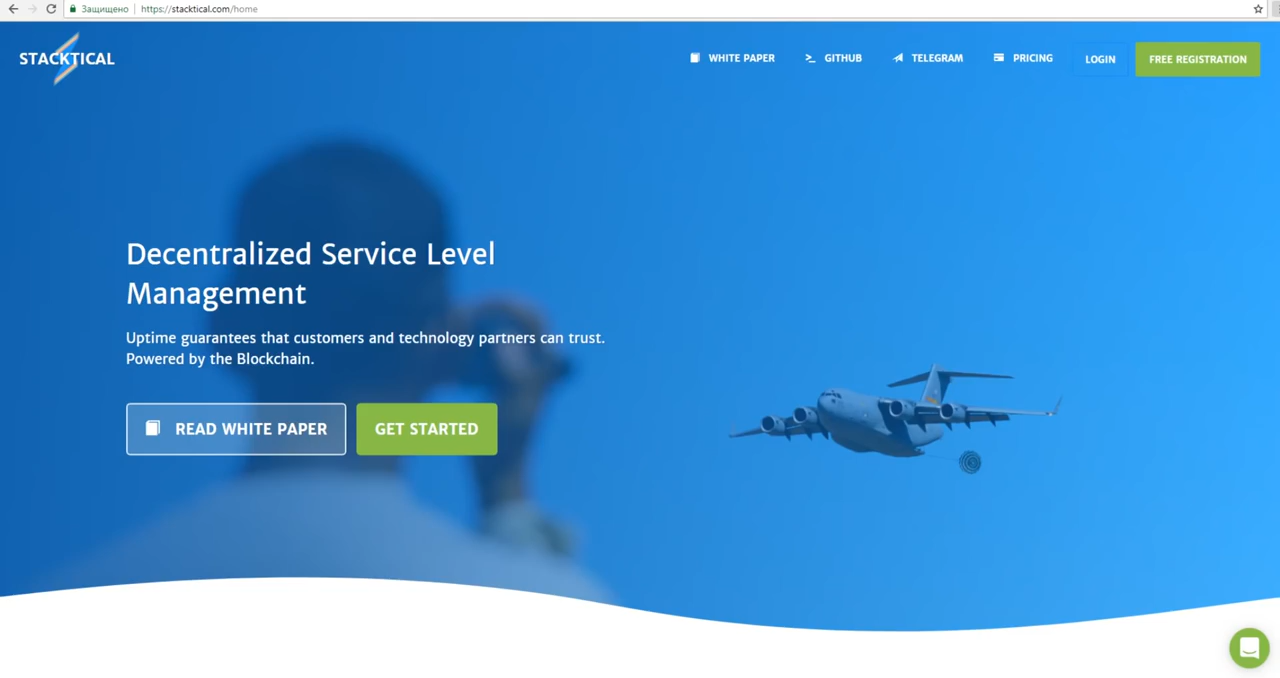 Защищено
https://stacktical.com/home
STACKTICAL
WHITE PAPER
GITHUB
TELEGRAM
PRICING
LOGIN
FREE REGISTRATION
Decentralized Service Level
Management
Uptime guarantees that customers and technology partners can trust.
Powered by the Blockchain.
READ WHITE PAPER
GET STARTED